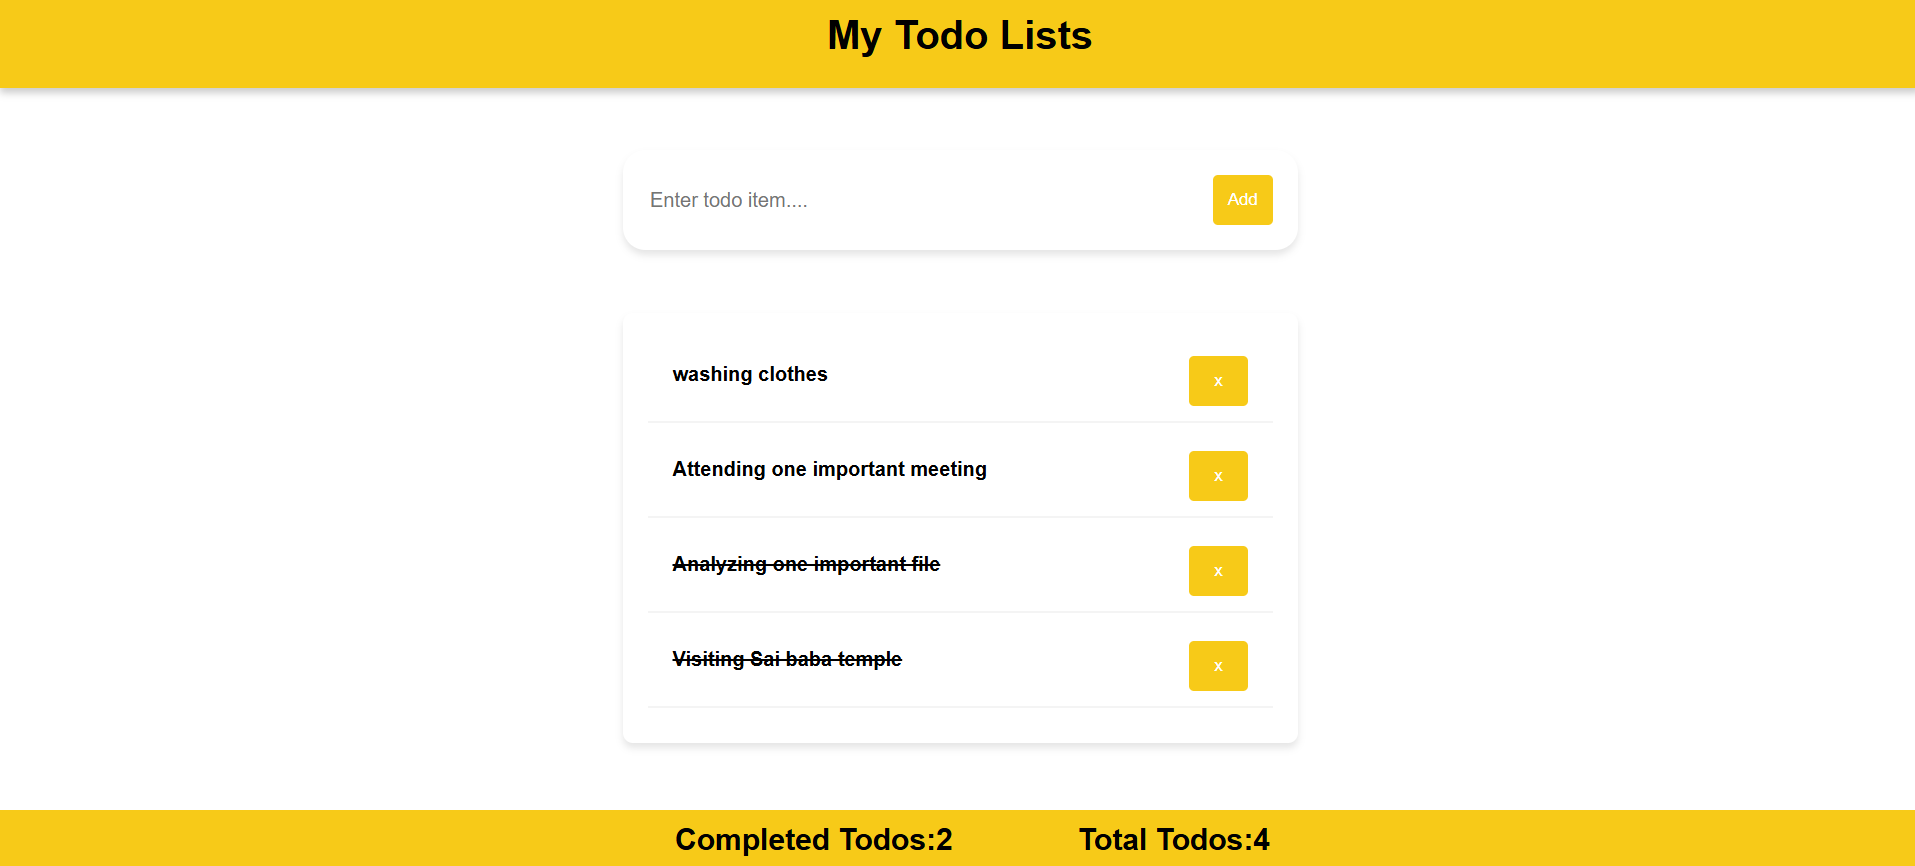 My Todo Lists
Enter todo item....
Add
washing clothes
x
Attending one important meeting
x
Analyzing one important file
x
Visiting Sai baba temple
x
Completed Todos:2 Total Todos:4